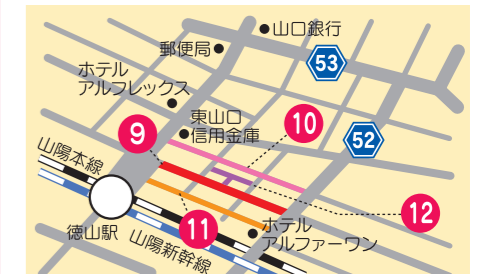 山口銀行
郵便局
53
ホテル
アルフレックス
東山口
信用金庫
9
10
52
山陽本線
11
12
ホテル
アルファーワン
徳山駅
山陽新幹線